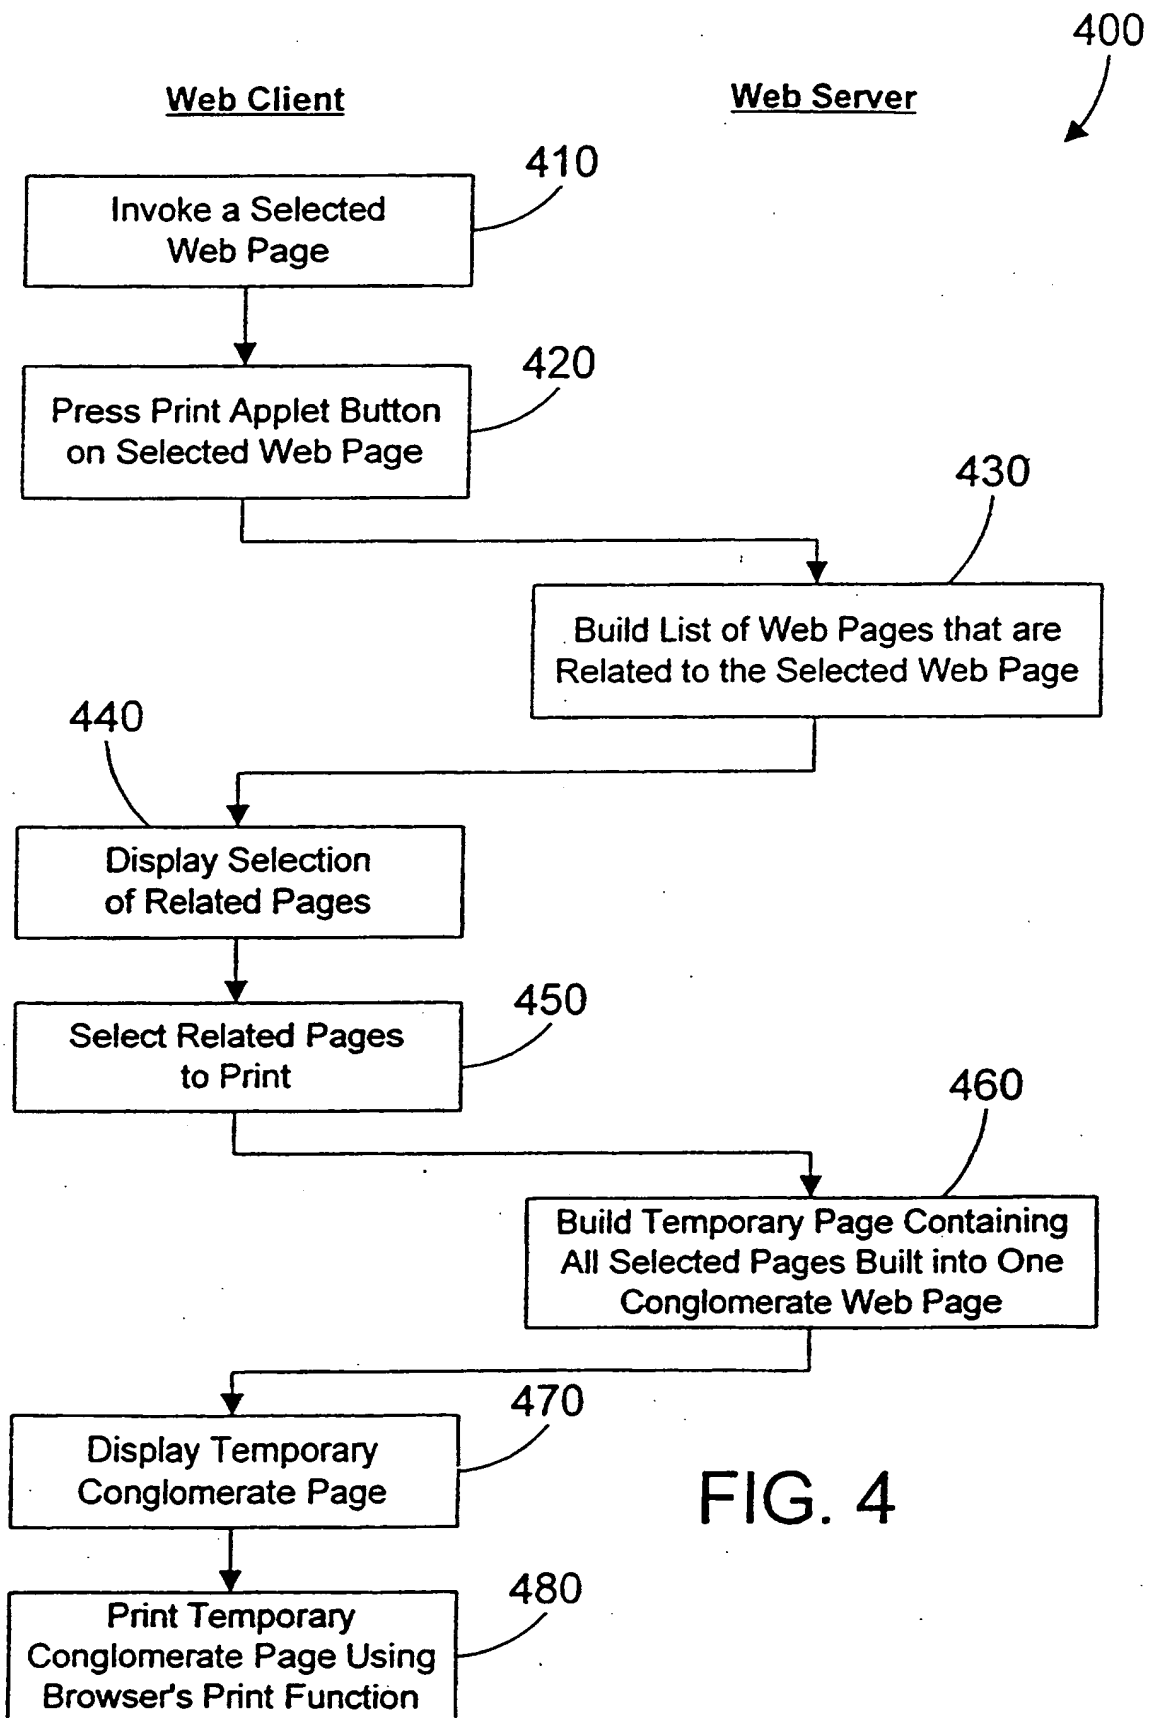 400
Web Client
Web Server
410
Invoke a Selected
Web Page
420
Press Print Applet Button
on Selected Web Page
430
Build List of Web Pages that are
Related to the Selected Web Page
440
Display Selection
of Related Pages
450
Select Related Pages
to Print
460
Build Temporary Page Containing
All Selected Pages Built into One
Conglomerate Web Page
470
Display Temporary
Conglomerate Page
FIG. 4
480
Print Temporary
Conglomerate Page Using
Browser's Print Function